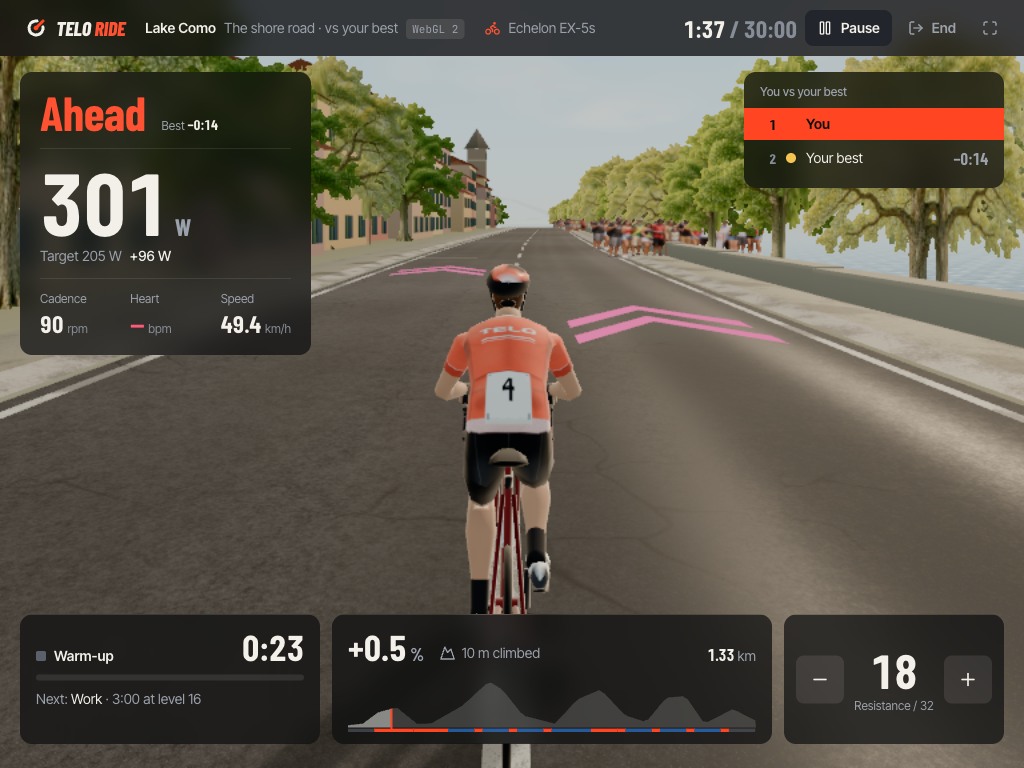 TELO RIDE Lake Como The shore road · vs your best WebGL 2 Echelon EX-5s 1:37 / 30:00 Pause End
Ahead Best −0:14
301 W
Target 205 W +96 W
Cadence Heart Speed
90 rpm — bpm 49.4 km/h
You vs your best
1 You
2 Your best −0:14
TELO
4
Warm-up 0:23
Next: Work · 3:00 at level 16
+0.5 % 10 m climbed 1.33 km
− 18 +
Resistance / 32